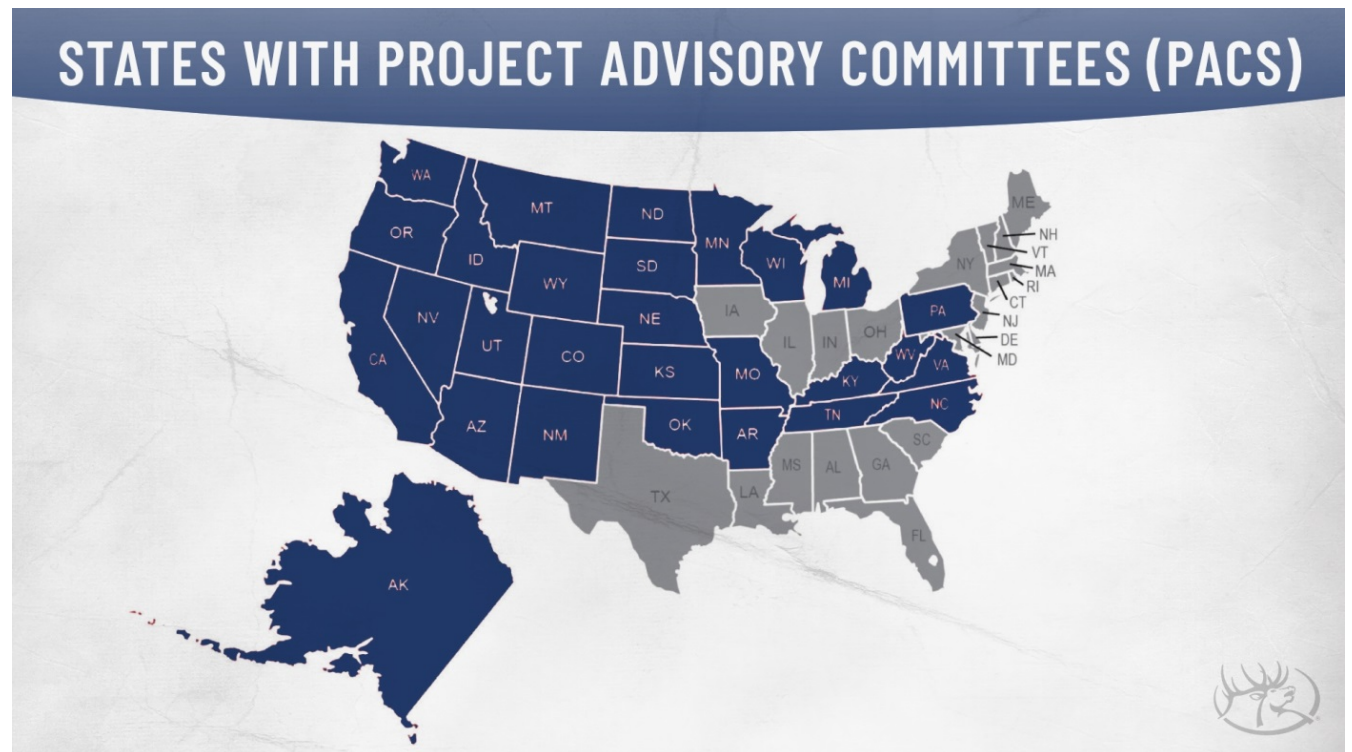 STATES WITH PROJECT ADVISORY COMMITTEES (PACS)
WA
MT
ND
MN
OR
ID
WY
SD
WI
MI
ME
NH
VT
NY
MA
RI
CT
NJ
DE
MD
PA
NV
UT
CO
NE
IA
IL
IN
OH
WV
VA
CA
KS
MO
KY
AZ
NM
OK
AR
TN
NC
SC
TX
LA
MS
AL
GA
FL
AK